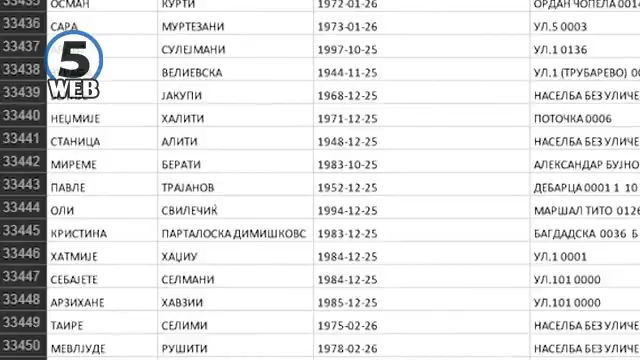 33435 ОСМАН КУРТИ 1972-01-26 ОРДАН ЧОПЕЛА 0014
33436 САРА МУРТЕЗАНИ 1973-01-26 УЛ.5 0003
33437 СУЛЕЈМАНИ 1997-10-25 УЛ.1 0136
33438 ВЕЛИЕВСКА 1944-11-25 УЛ.1 (ТРУБАРЕВО)
33439 ЈАКУПИ 1968-12-25 НАСЕЛБА БЕЗ УЛИЧЕ
33440 НЕЏМИЈЕ ХАЛИТИ 1971-12-25 ПОТОЧКА 0006
33441 СТАНИЦА АЛИТИ 1948-12-25 НАСЕЛБА БЕЗ УЛИЧЕ
33442 МИРЕМЕ БЕРАТИ 1983-10-25 АЛЕКСАНДАР БУЈНО
33443 ПАВЛЕ ТРАЈАНОВ 1952-12-25 ДЕБАРЦА 0001 1 10
33444 ОЛИ СВИЛЕЧИЌ 1994-12-25 МАРШАЛ ТИТО 0126
33445 КРИСТИНА ПАРТАЛОСКА ДИМИШКОВС 1983-12-25 БАГДАДСКА 0036 Б
33446 ХАТМИЈЕ ХАЏИУ 1984-12-25 УЛ.1 0001
33447 СЕБАЈЕТЕ СЕЛМАНИ 1984-12-25 УЛ.101 0000
33448 АРЗИХАНЕ ХАВЗИИ 1985-12-25 УЛ.101 0000
33449 ТАИРЕ СЕЛИМИ 1975-02-26 НАСЕЛБА БЕЗ УЛИЧЕ
33450 МЕВЛЈУДЕ РУШИТИ 1978-02-26 НАСЕЛБА БЕЗ УЛИЧЕ
5
WEB